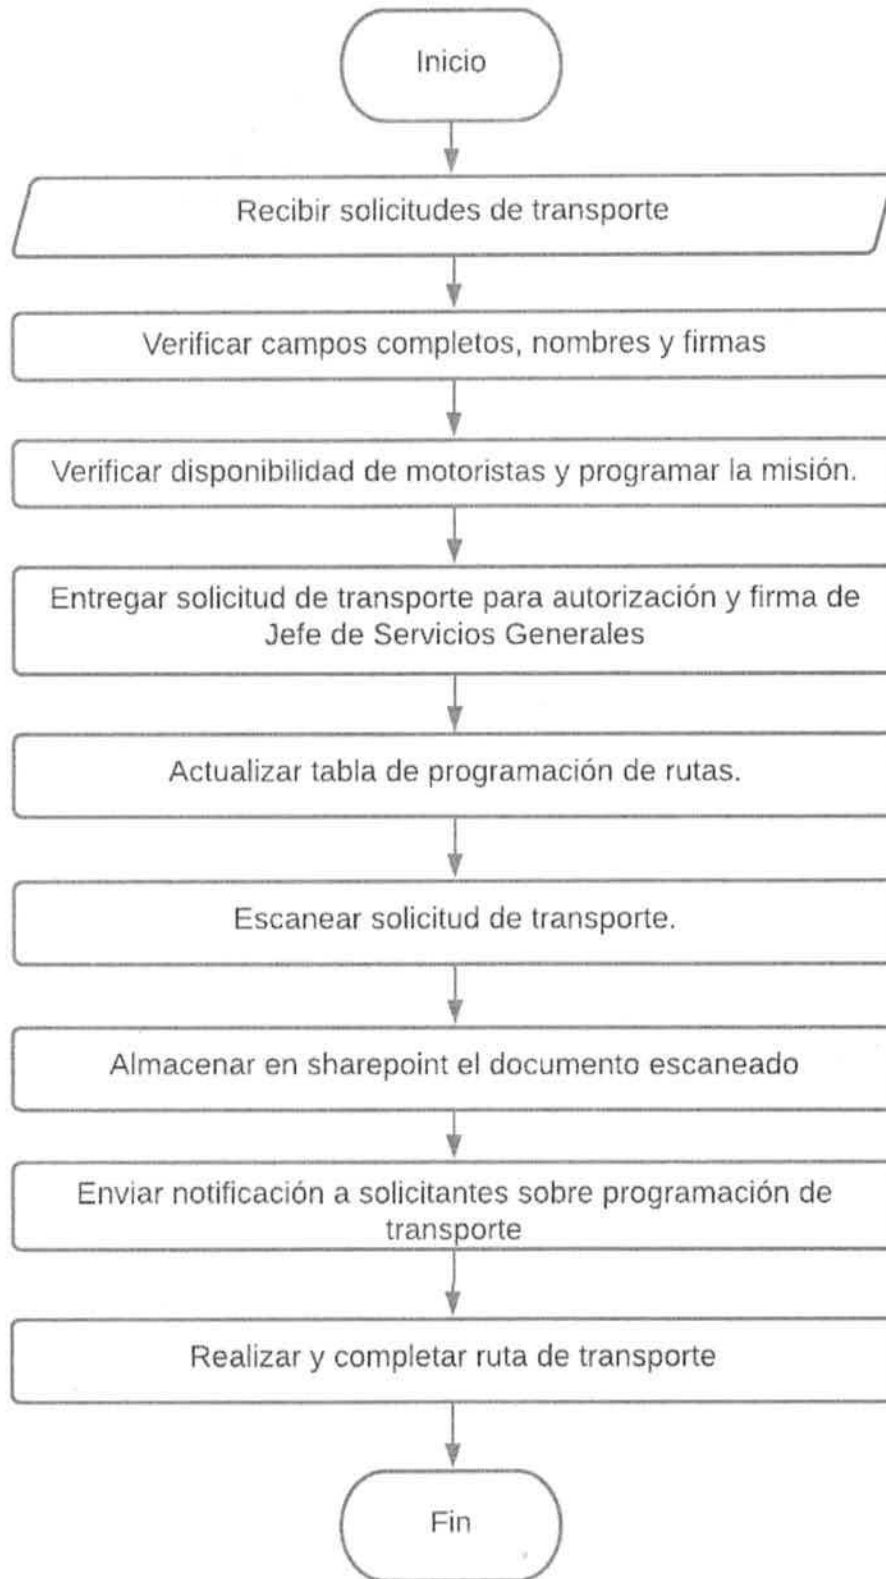 Inicio
Recibir solicitudes de transporte
Verificar campos completos, nombres y firmas
Verificar disponibilidad de motoristas y programar la misión.
Entregar solicitud de transporte para autorización y firma de
Jefe de Servicios Generales
Actualizar tabla de programación de rutas.
Escanear solicitud de transporte.
Almacenar en sharepoint el documento escaneado
Enviar notificación a solicitantes sobre programación de
transporte
Realizar y completar ruta de transporte
Fin